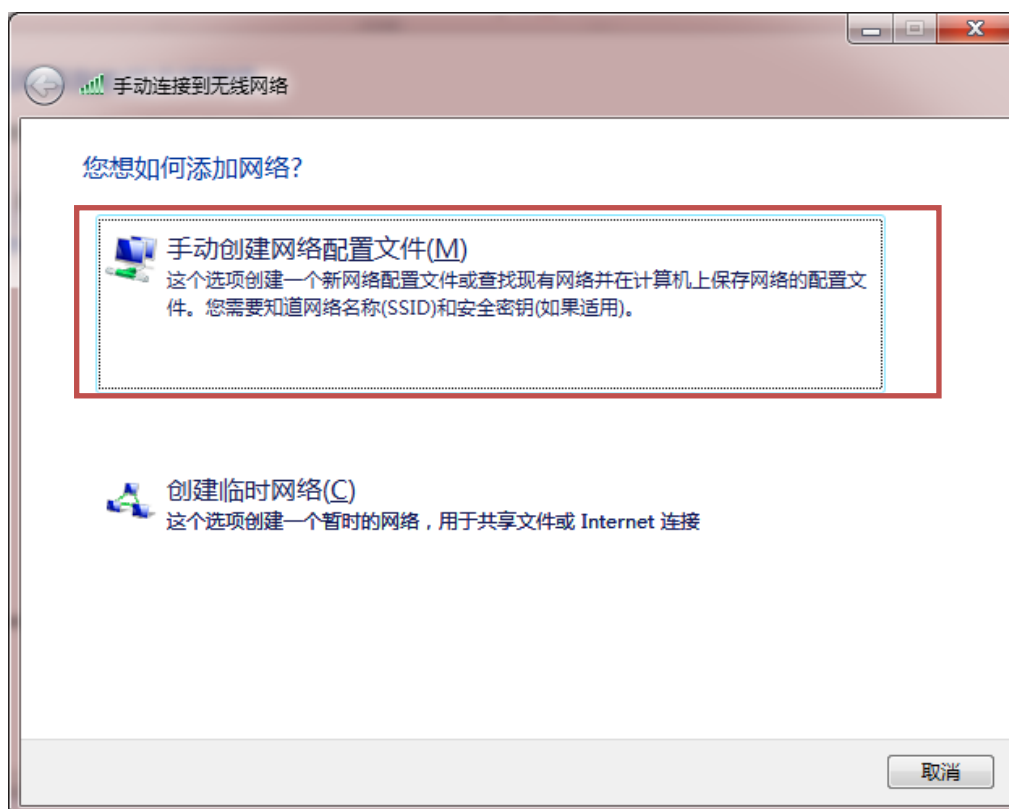 手动连接到无线网络
您想如何添加网络?
手动创建网络配置文件(M)
这个选项创建一个新网络配置文件或查找现有网络并在计算机上保存网络的配置文
件。您需要知道网络名称(SSID)和安全密钥(如果适用)。
创建临时网络(C)
这个选项创建一个暂时的网络，用于共享文件或 Internet 连接
取消